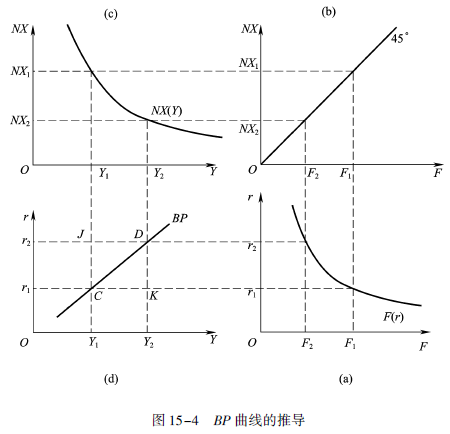 (c)
(b)
NX
NX₁
NX₂
NX(Y)
O
Y₁
Y₂
Y
NX
NX₁
NX₂
45°
O
F₂
F₁
F
r
r₂
r₁
J
D
BP
C
K
O
Y₁
Y₂
Y
r
r₂
r₁
F(r)
O
F₂
F₁
F
(d)
(a)
图 15-4 BP 曲线的推导